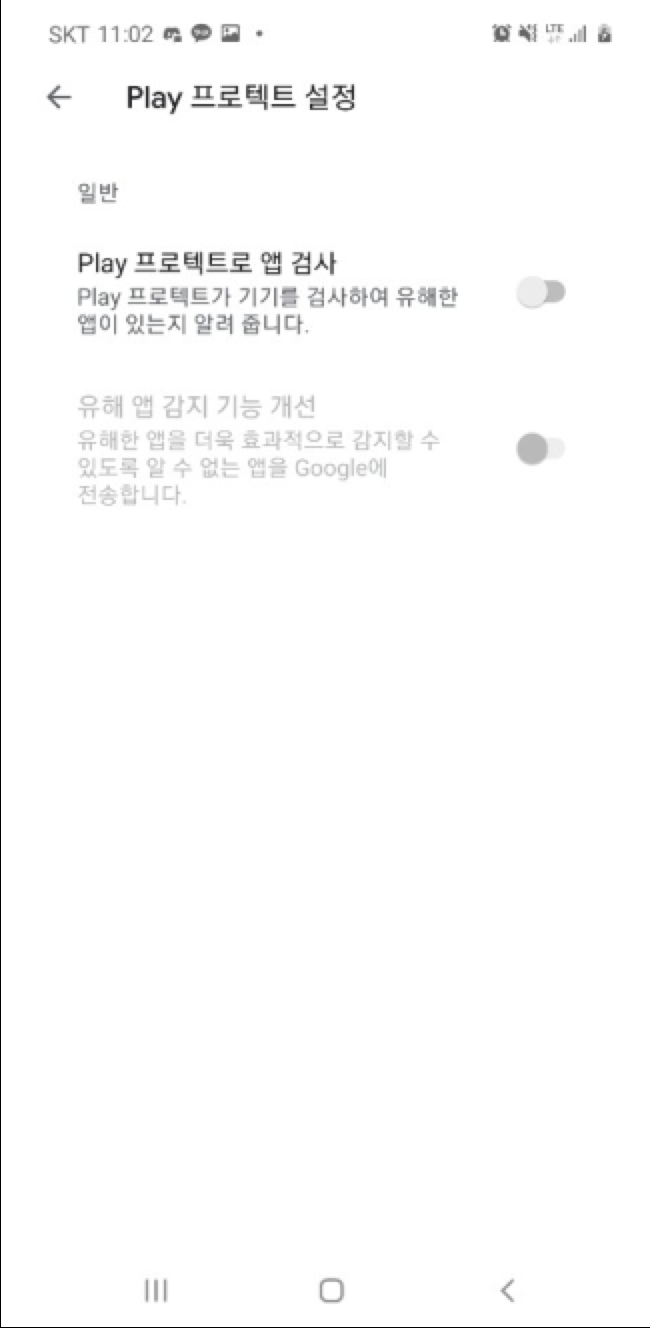 SKT 11:02
LTE
Play 프로텍트 설정
일반
Play 프로텍트로 앱 검사
Play 프로텍트가 기기를 검사하여 유해한
앱이 있는지 알려 줍니다.
유해 앱 감지 기능 개선
유해한 앱을 더욱 효과적으로 감지할 수
있도록 알 수 없는 앱을 Google에
전송합니다.